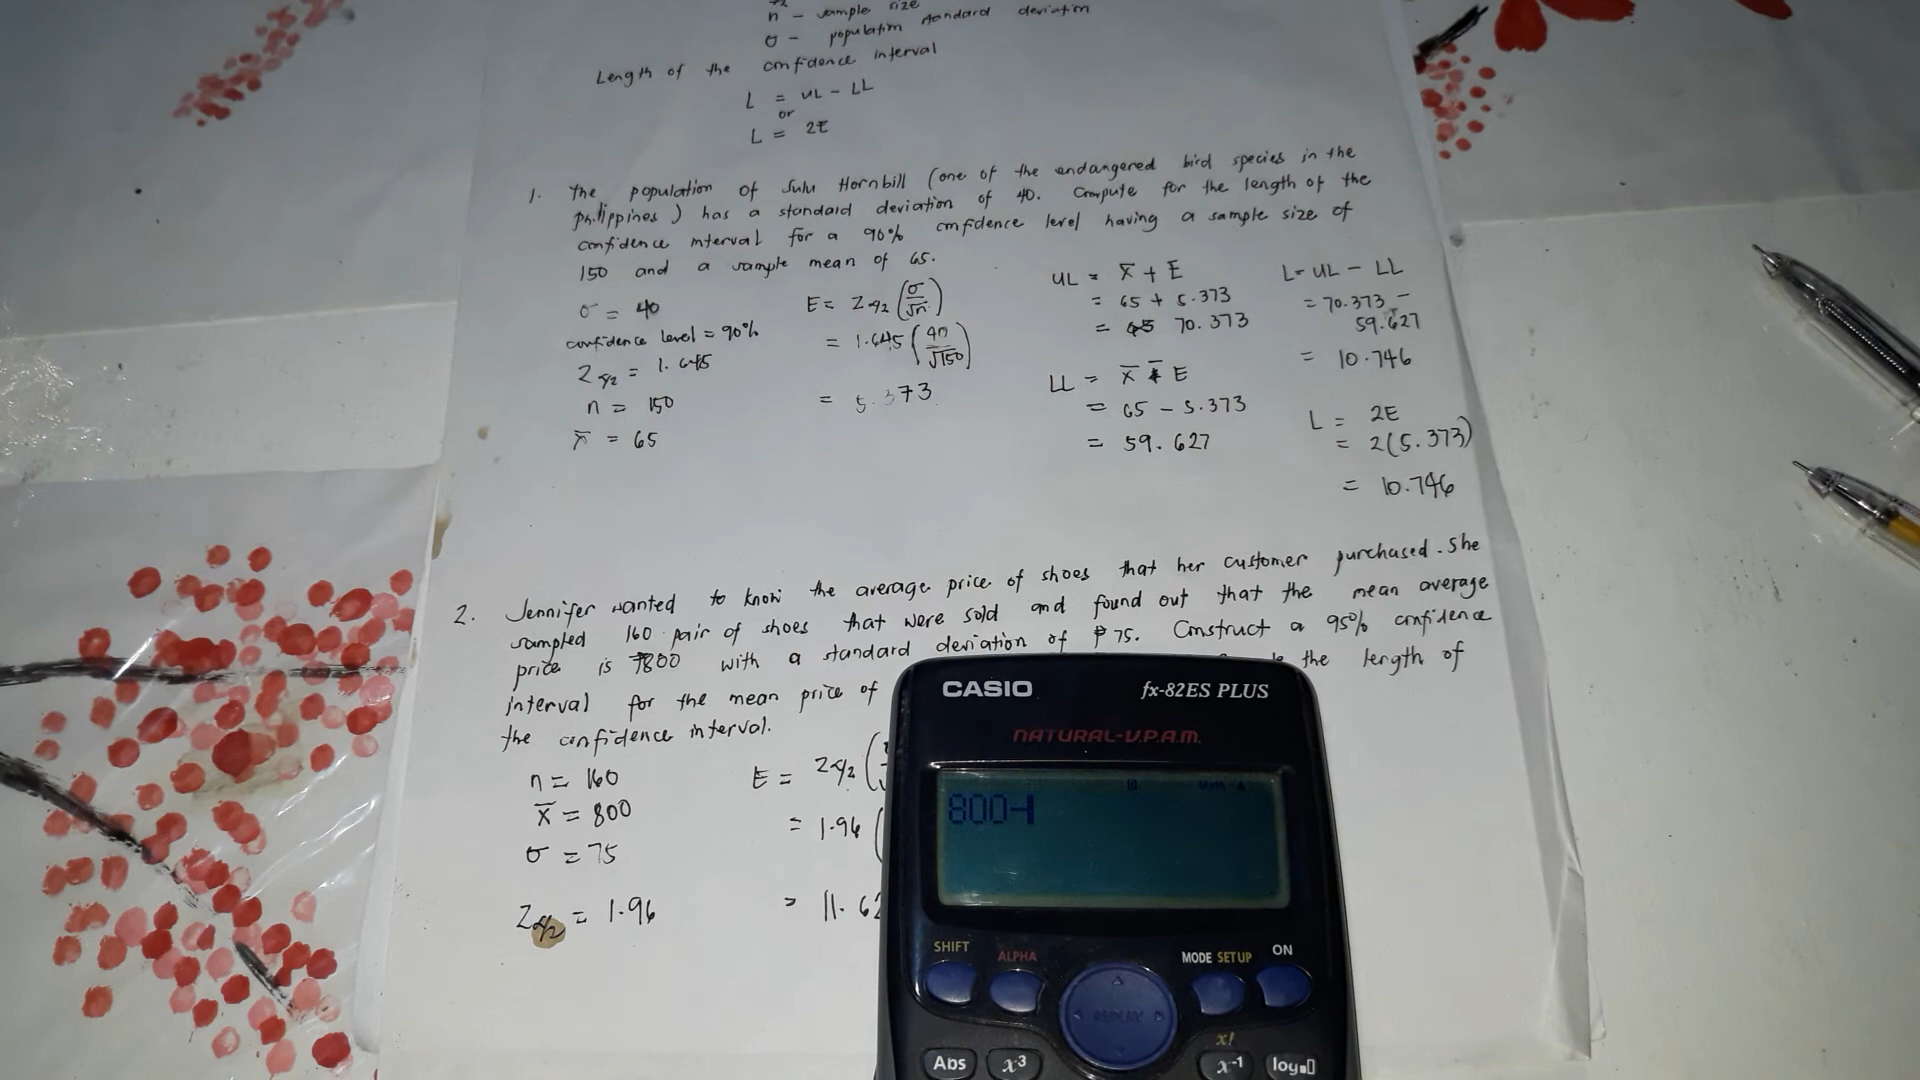 n - sample size
σ - population standard deviation
Length of the confidence interval
L = UL - LL
or
L = 2E
1. The population of Sulu Hornbill (one of the endangered bird species in the
Philippines) has a standard deviation of 40. Compute for the length of the
confidence interval for a 90% confidence level having a sample size of
150 and a sample mean of 65.
σ = 40
confidence level = 90%
Zα/2 = 1.645
n = 150
x̄ = 65
E = Zα/2 (σ/√n)
= 1.645 (40/√150)
= 5.373
UL = x̄ + E
= 65 + 5.373
= 70.373
LL = x̄ - E
= 65 - 5.373
= 59.627
L = UL - LL
= 70.373 -
59.627
= 10.746
L = 2E
= 2(5.373)
= 10.746
2. Jennifer wanted to know the average price of shoes that her customer purchased. She
sampled 160 pair of shoes that were sold and found out that the mean average
price is ₱800 with a standard deviation of ₱75. Construct a 95% confidence
interval for the mean price of the length of
the confidence interval.
n = 160
x̄ = 800
σ = 75
Zα/2 = 1.96
E = Zα/2 (
= 1.96 (
= 11.62
CASIO fx-82ES PLUS
NATURAL-V.P.A.M.
D Math ▲
800-
SHIFT ALPHA MODE SETUP ON
REPLAY
x!
Abs x³ x⁻¹ log